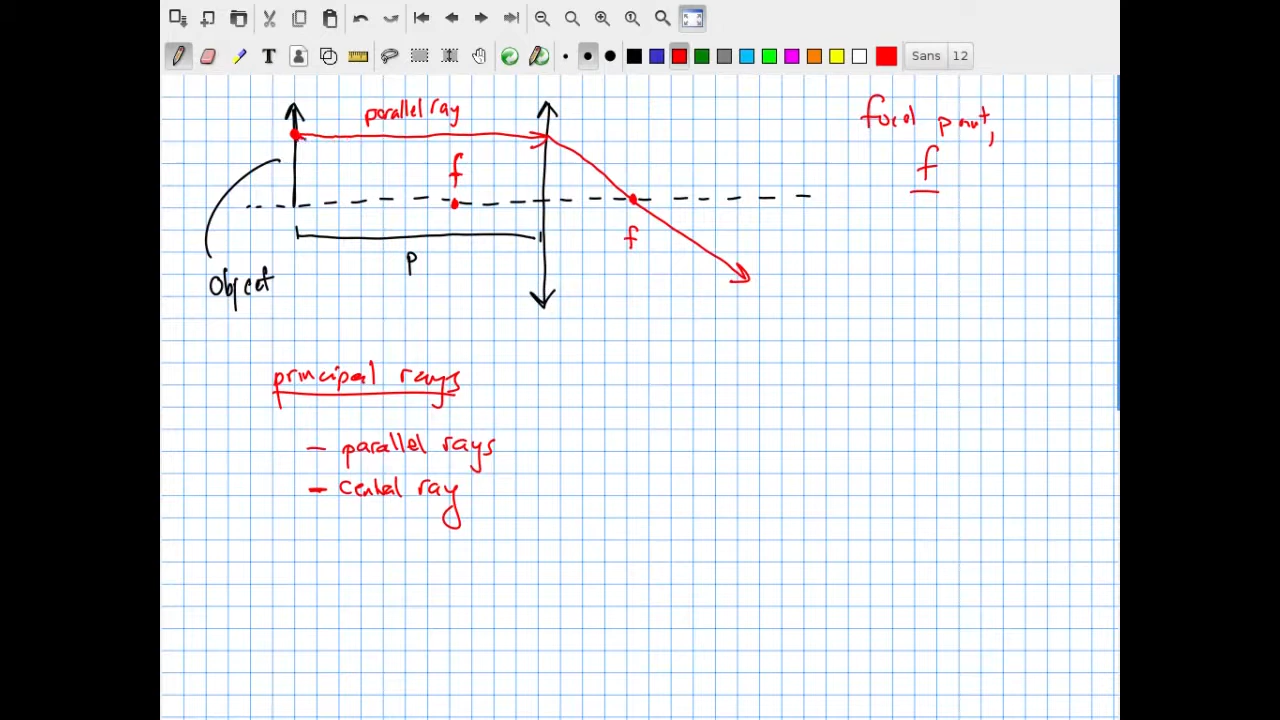 T
Sans 12
parallel ray
focal point,
f
f
f
p
Object
principal rays
- parallel rays
- central ray